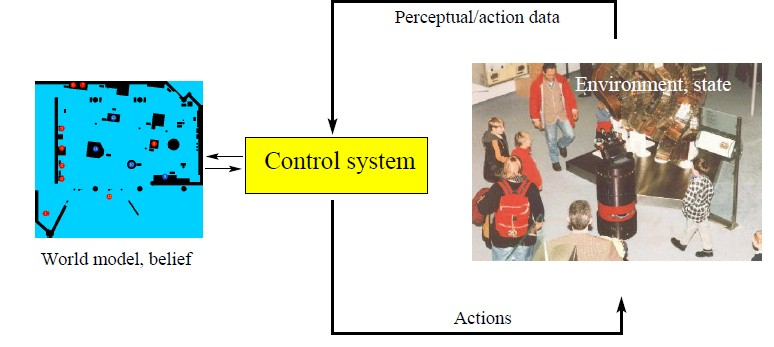 Perceptual/action data
Environment, state
Control system
World model, belief
Actions